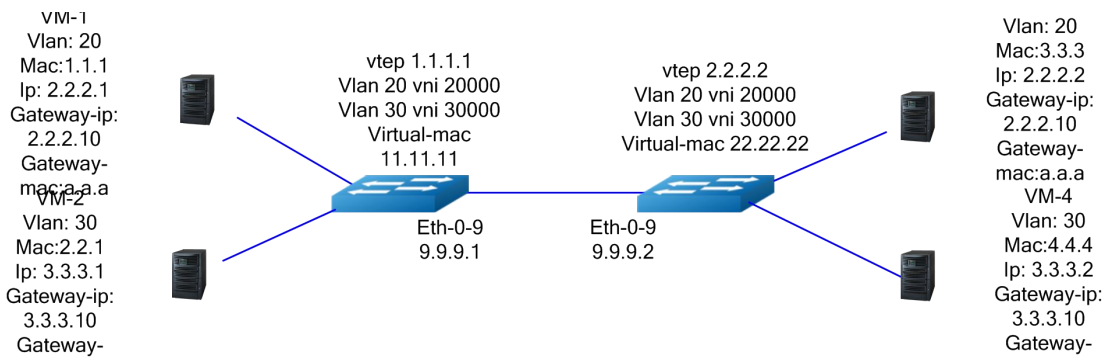 VM-1
Vlan: 20
Mac:1.1.1
Ip: 2.2.2.1
Gateway-ip:
2.2.2.10
Gateway-
mac:a.a.a
VM-2
Vlan: 30
Mac:2.2.1
Ip: 3.3.3.1
Gateway-ip:
3.3.3.10
Gateway-
vtep 1.1.1.1
Vlan 20 vni 20000
Vlan 30 vni 30000
Virtual-mac
11.11.11
Eth-0-9
9.9.9.1
vtep 2.2.2.2
Vlan 20 vni 20000
Vlan 30 vni 30000
Virtual-mac 22.22.22
Eth-0-9
9.9.9.2
Vlan: 20
Mac:3.3.3
Ip: 2.2.2.2
Gateway-ip:
2.2.2.10
Gateway-
mac:a.a.a
VM-4
Vlan: 30
Mac:4.4.4
Ip: 3.3.3.2
Gateway-ip:
3.3.3.10
Gateway-